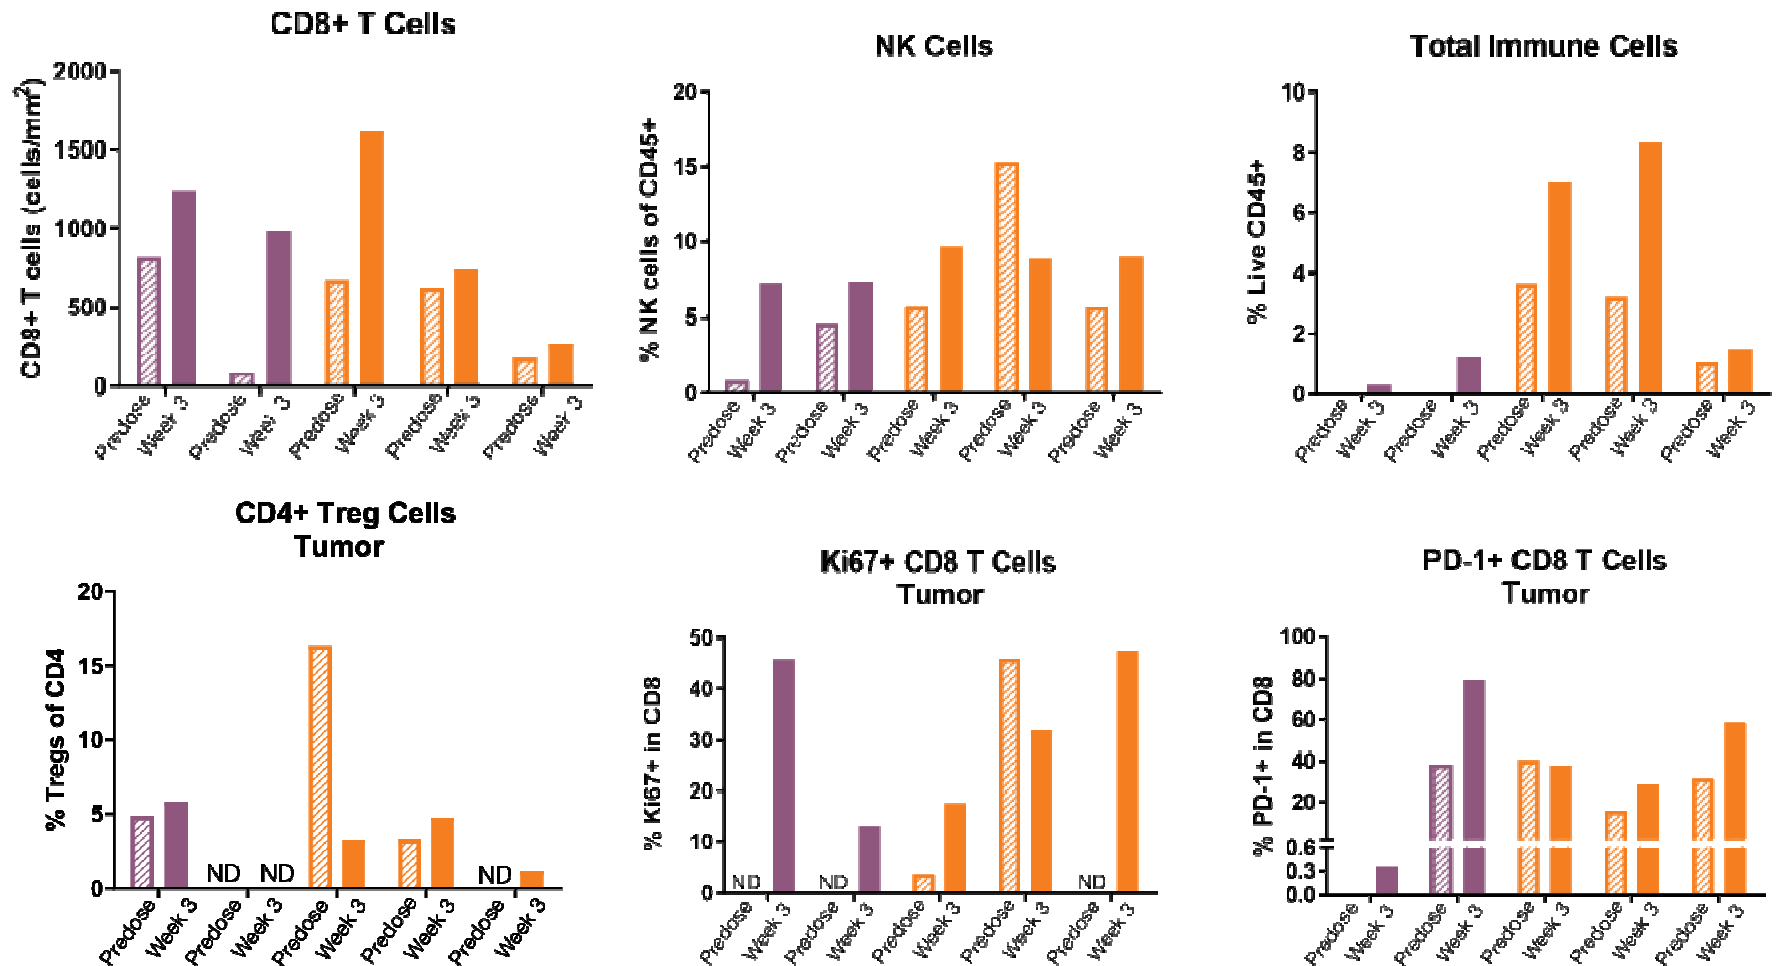 CD8+ T Cells
CD8+ T cells (cells/mm²)
2000
1500
1000
500
0
Predose Week 3 Predose Week 3 Predose Week 3 Predose Week 3 Predose Week 3
NK Cells
% NK cells of CD45+
20
15
10
5
0
Predose Week 3 Predose Week 3 Predose Week 3 Predose Week 3 Predose Week 3
Total Immune Cells
% Live CD45+
10
8
6
4
2
0
Predose Week 3 Predose Week 3 Predose Week 3 Predose Week 3 Predose Week 3
CD4+ Treg Cells
Tumor
% Tregs of CD4
20
15
10
5
0
ND ND ND
Predose Week 3 Predose Week 3 Predose Week 3 Predose Week 3 Predose Week 3
Ki67+ CD8 T Cells
Tumor
% Ki67+ in CD8
50
40
30
20
10
0
ND ND ND
Predose Week 3 Predose Week 3 Predose Week 3 Predose Week 3 Predose Week 3
PD-1+ CD8 T Cells
Tumor
% PD-1+ in CD8
100
80
60
40
20
0.6
0.3
0.0
Predose Week 3 Predose Week 3 Predose Week 3 Predose Week 3 Predose Week 3